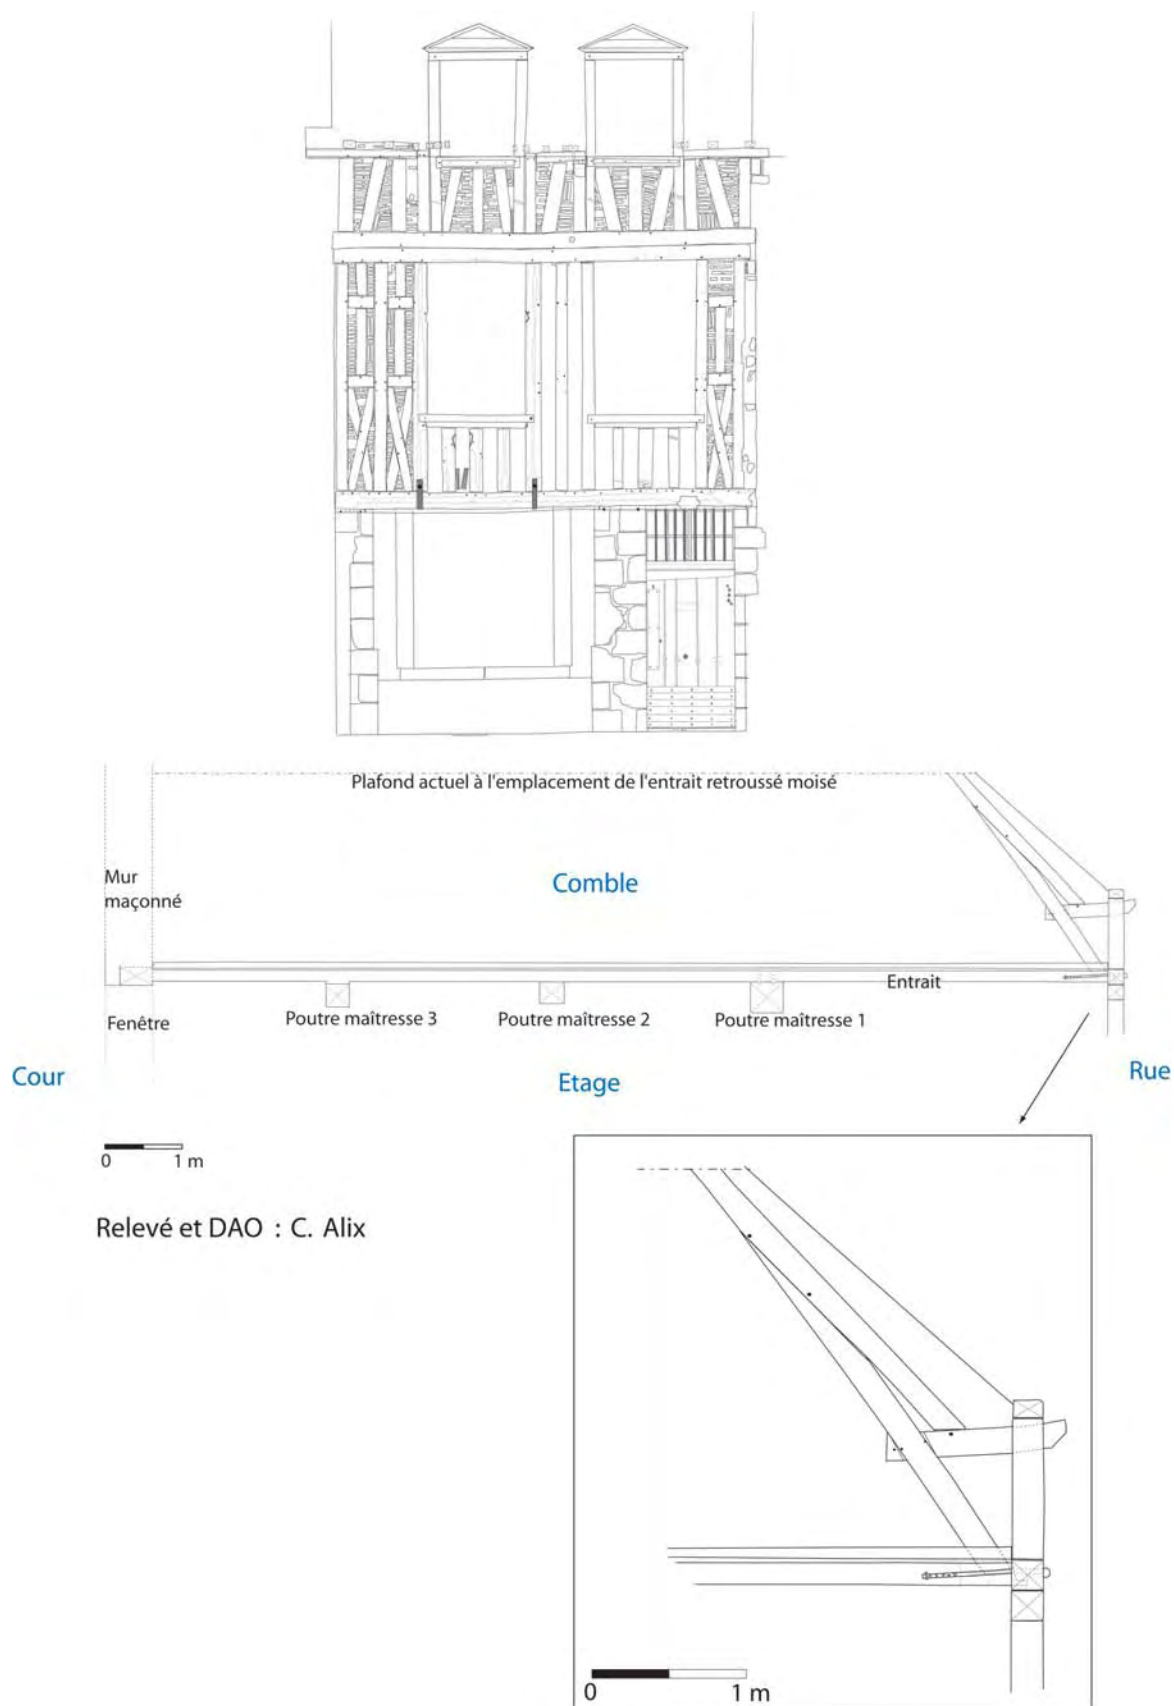 Plafond actuel à l'emplacement de l'entrait retroussé moisé
Mur
maçonné
Comble
Entrait
Fenêtre
Poutre maîtresse 3
Poutre maîtresse 2
Poutre maîtresse 1
Cour
Etage
Rue
0 1 m
Relevé et DAO : C. Alix
0 1 m